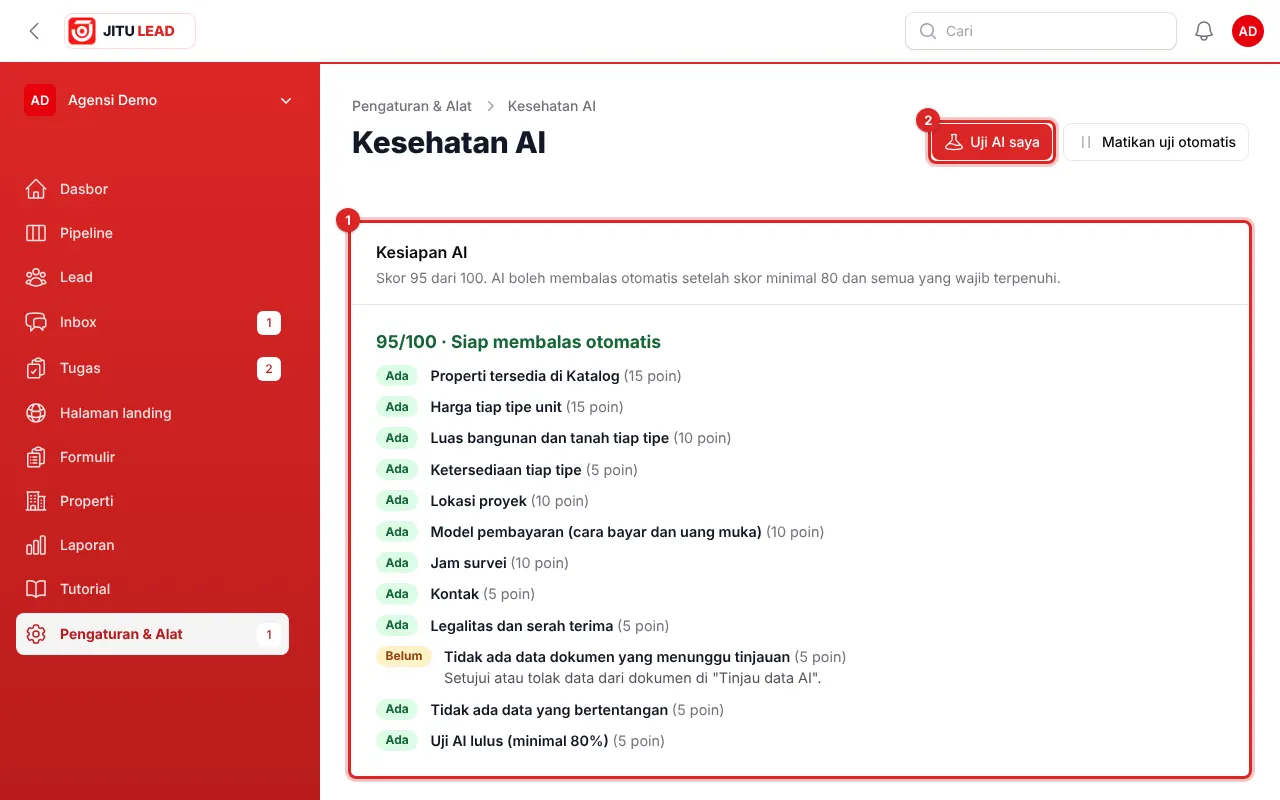 JITU LEAD
Cari
AD
AD
Agensi Demo
Dasbor
Pipeline
Lead
Inbox
1
Tugas
2
Halaman landing
Formulir
Properti
Laporan
Tutorial
Pengaturan & Alat
1
Pengaturan & Alat
Kesehatan AI
Kesehatan AI
2
Uji AI saya
Matikan uji otomatis
1
Kesiapan AI
Skor 95 dari 100. AI boleh membalas otomatis setelah skor minimal 80 dan semua yang wajib terpenuhi.
95/100 · Siap membalas otomatis
Ada Properti tersedia di Katalog (15 poin)
Ada Harga tiap tipe unit (15 poin)
Ada Luas bangunan dan tanah tiap tipe (10 poin)
Ada Ketersediaan tiap tipe (5 poin)
Ada Lokasi proyek (10 poin)
Ada Model pembayaran (cara bayar dan uang muka) (10 poin)
Ada Jam survei (10 poin)
Ada Kontak (5 poin)
Ada Legalitas dan serah terima (5 poin)
Belum Tidak ada data dokumen yang menunggu tinjauan (5 poin)
Setujui atau tolak data dari dokumen di "Tinjau data AI".
Ada Tidak ada data yang bertentangan (5 poin)
Ada Uji AI lulus (minimal 80%) (5 poin)